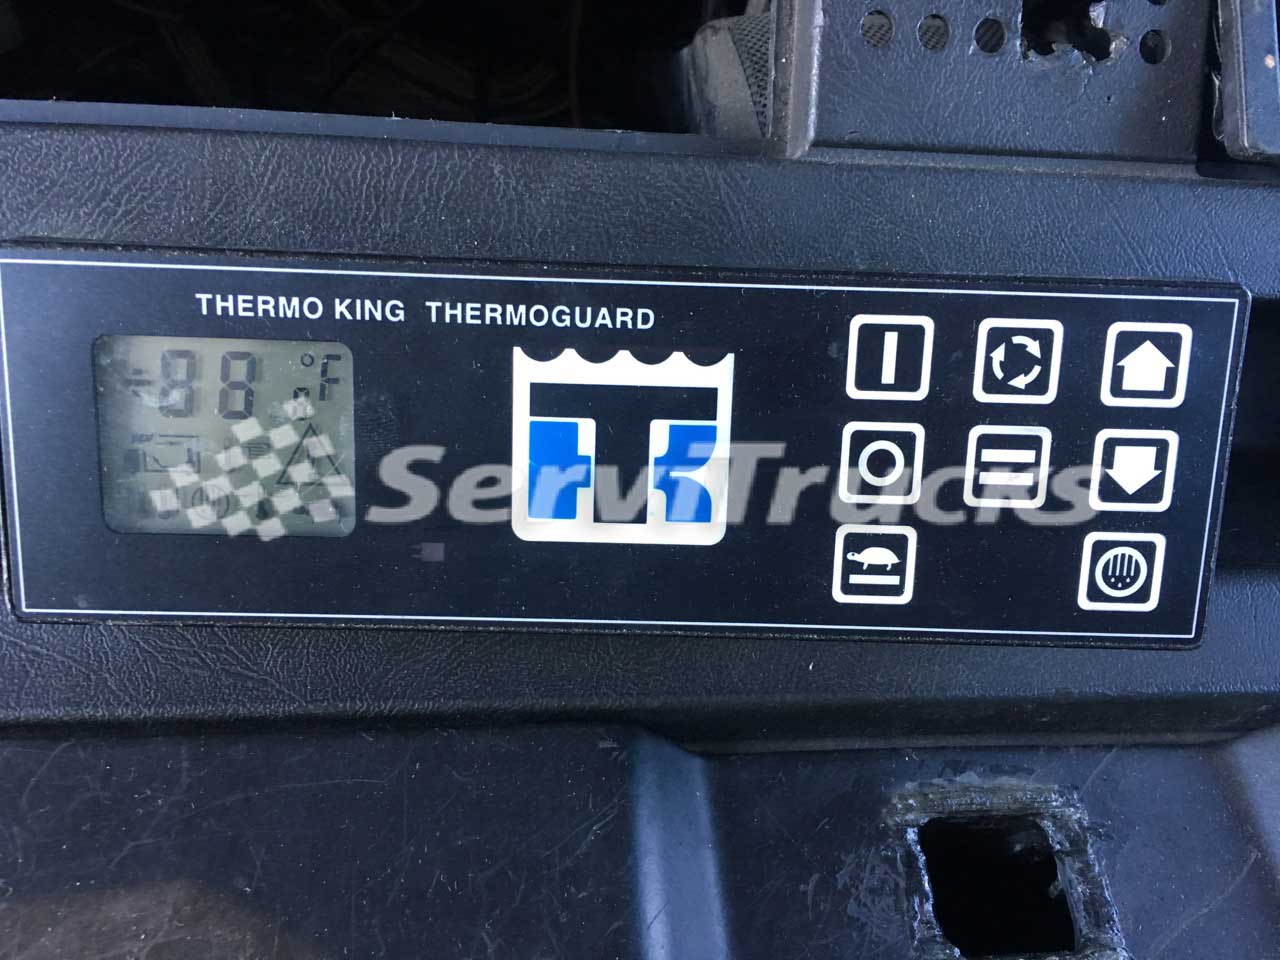 THERMO KING THERMOGUARD
-88 °F
ServiTrucks